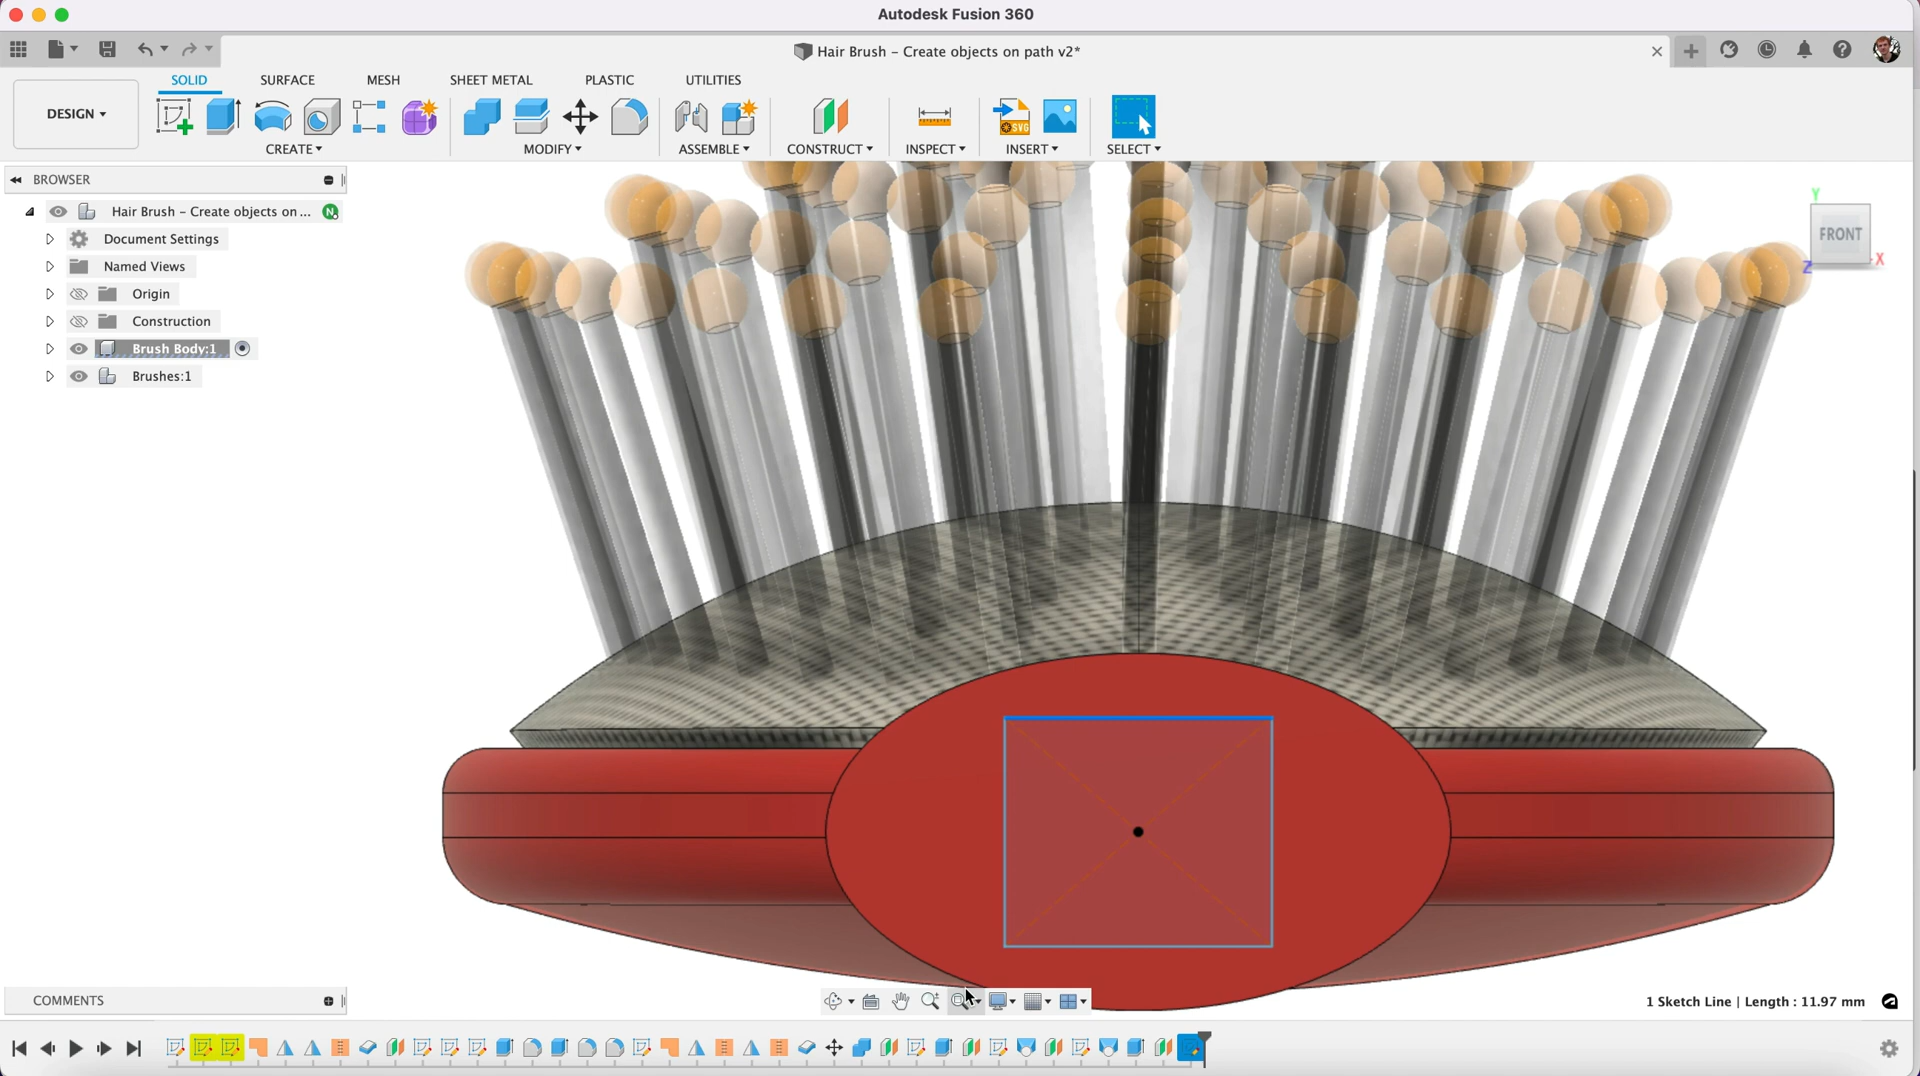 Autodesk Fusion 360
Hair Brush – Create objects on path v2*
SOLID
SURFACE
MESH
SHEET METAL
PLASTIC
UTILITIES
DESIGN
SVG
CREATE
MODIFY
ASSEMBLE
CONSTRUCT
INSPECT
INSERT
SELECT
BROWSER
Hair Brush – Create objects on ...
N
Document Settings
Named Views
Origin
Construction
Brush Body:1
Brushes:1
Y
FRONT
Z
X
COMMENTS
1 Sketch Line | Length : 11.97 mm